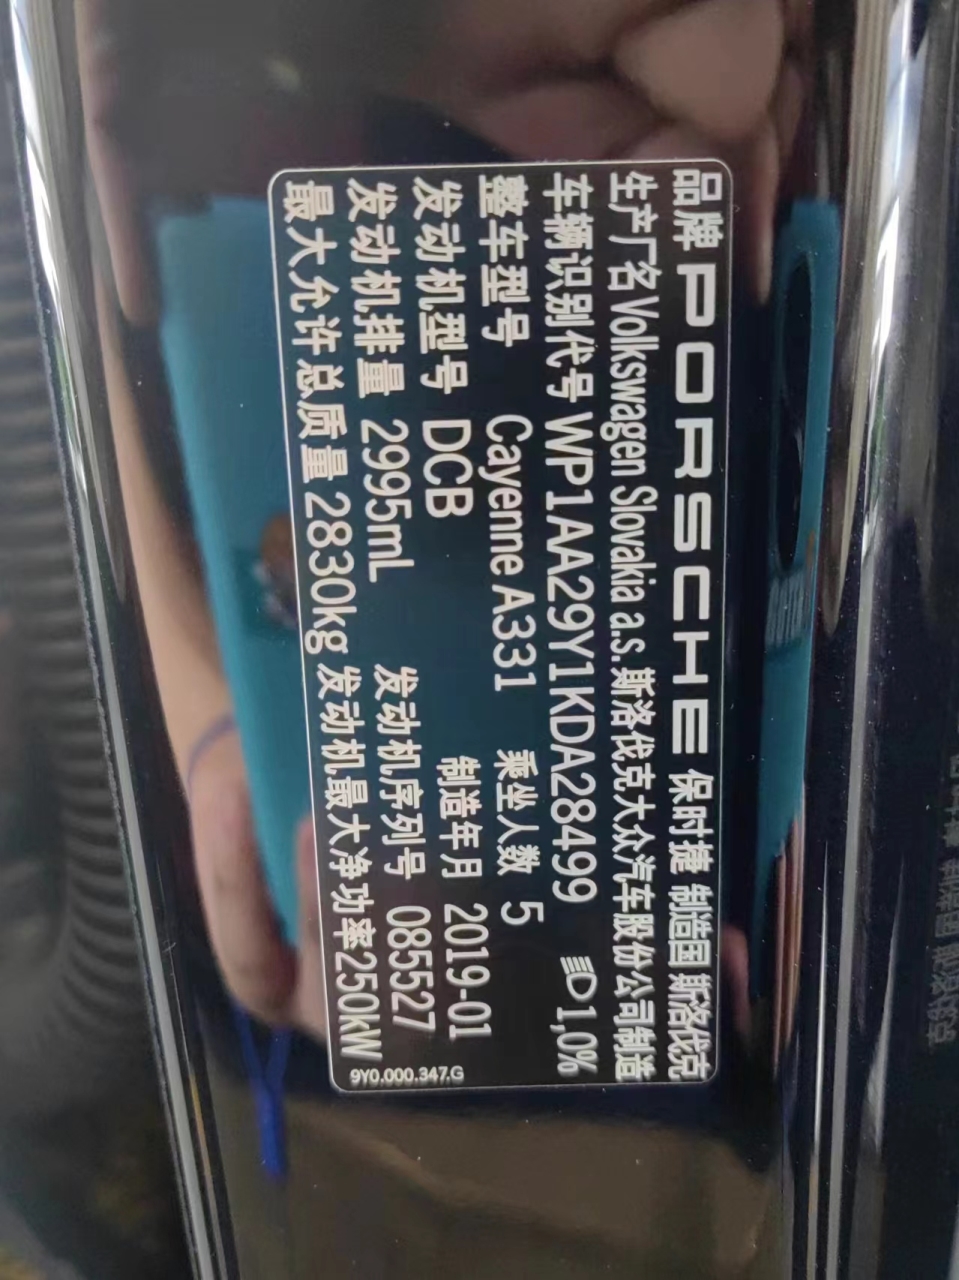 品牌 PORSCHE 保时捷 制造国 斯洛伐克
生产厂名 Volkswagen Slovakia a.s. 斯洛伐克大众汽车股份公司制造
车辆识别代号 WP1AA29Y1KDA28499 1,0%
整车型号 Cayenne A331 乘坐人数 5
发动机型号 DCB 制造年月 2019-01
发动机排量 2995mL 发动机序列号 085527
最大允许总质量 2830kg 发动机最大净功率250kW
9Y0.000.347.G